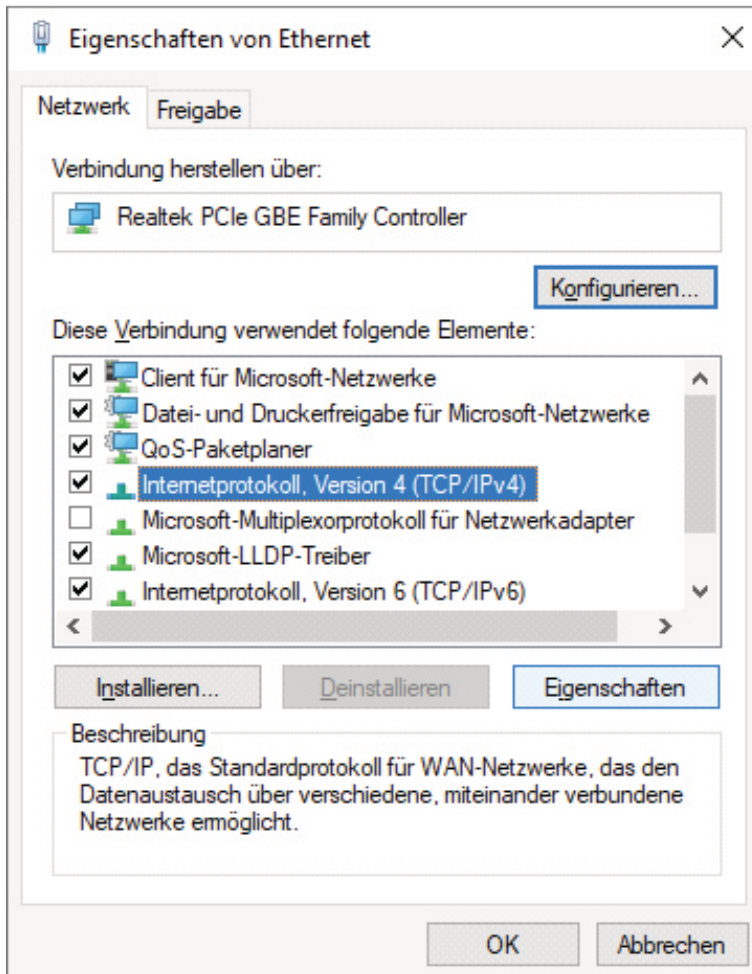 Eigenschaften von Ethernet
Netzwerk
Freigabe
Verbindung herstellen über:
Realtek PCIe GBE Family Controller
Konfigurieren...
Diese Verbindung verwendet folgende Elemente:
Client für Microsoft-Netzwerke
Datei- und Druckerfreigabe für Microsoft-Netzwerke
QoS-Paketplaner
Internetprotokoll, Version 4 (TCP/IPv4)
Microsoft-Multiplexorprotokoll für Netzwerkadapter
Microsoft-LLDP-Treiber
Internetprotokoll, Version 6 (TCP/IPv6)
Installieren...
Deinstallieren
Eigenschaften
Beschreibung
TCP/IP, das Standardprotokoll für WAN-Netzwerke, das den
Datenaustausch über verschiedene, miteinander verbundene
Netzwerke ermöglicht.
OK
Abbrechen